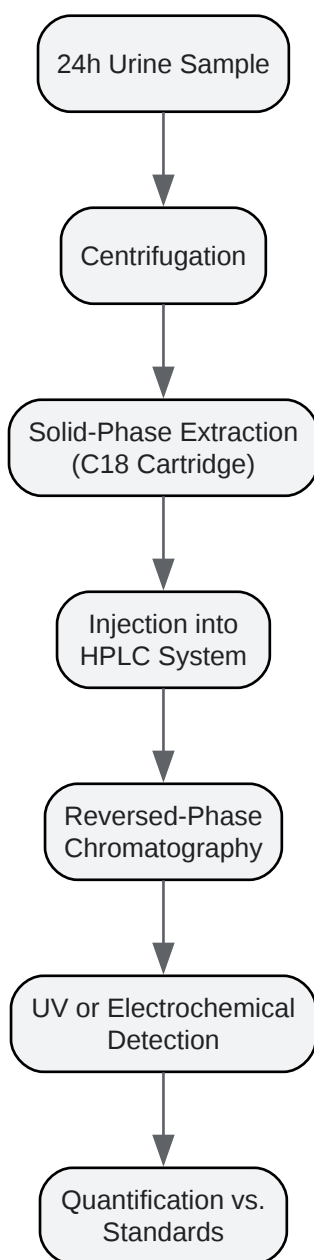 24h Urine Sample
Centrifugation
Solid-Phase Extraction
(C18 Cartridge)
Injection into
HPLC System
Reversed-Phase
Chromatography
UV or Electrochemical
Detection
Quantification vs.
Standards